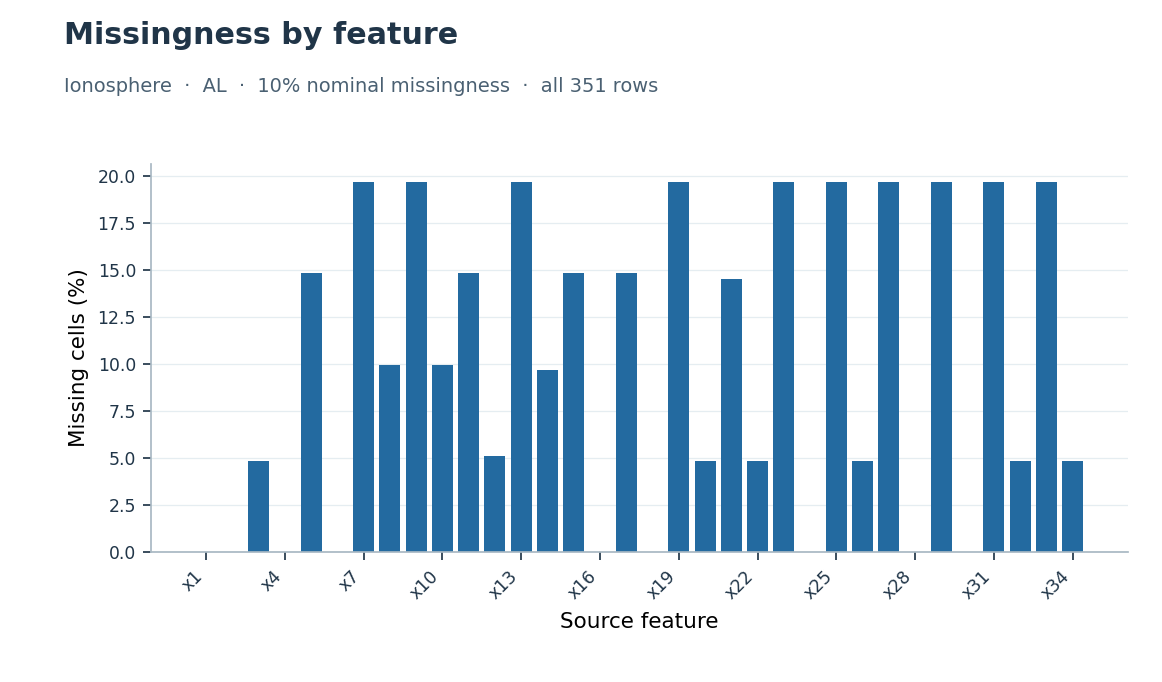 Missingness by feature
Ionosphere · AL · 10% nominal missingness · all 351 rows
Missing cells (%)
20.0
17.5
15.0
12.5
10.0
7.5
5.0
2.5
0.0
x1 x4 x7 x10 x13 x16 x19 x22 x25 x28 x31 x34
Source feature